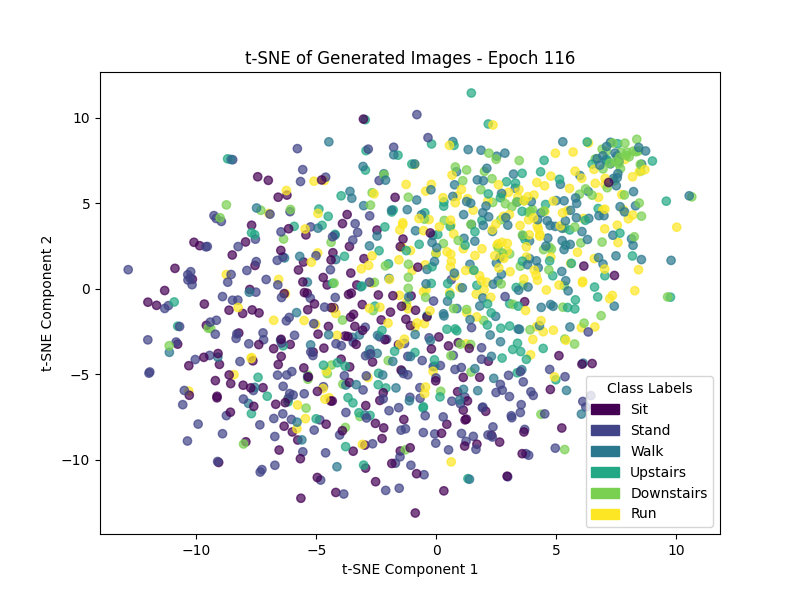 t-SNE of Generated Images - Epoch 116
t-SNE Component 2
10
5
0
−5
−10
Class Labels
Sit
Stand
Walk
Upstairs
Downstairs
Run
−10
−5
0
5
10
t-SNE Component 1